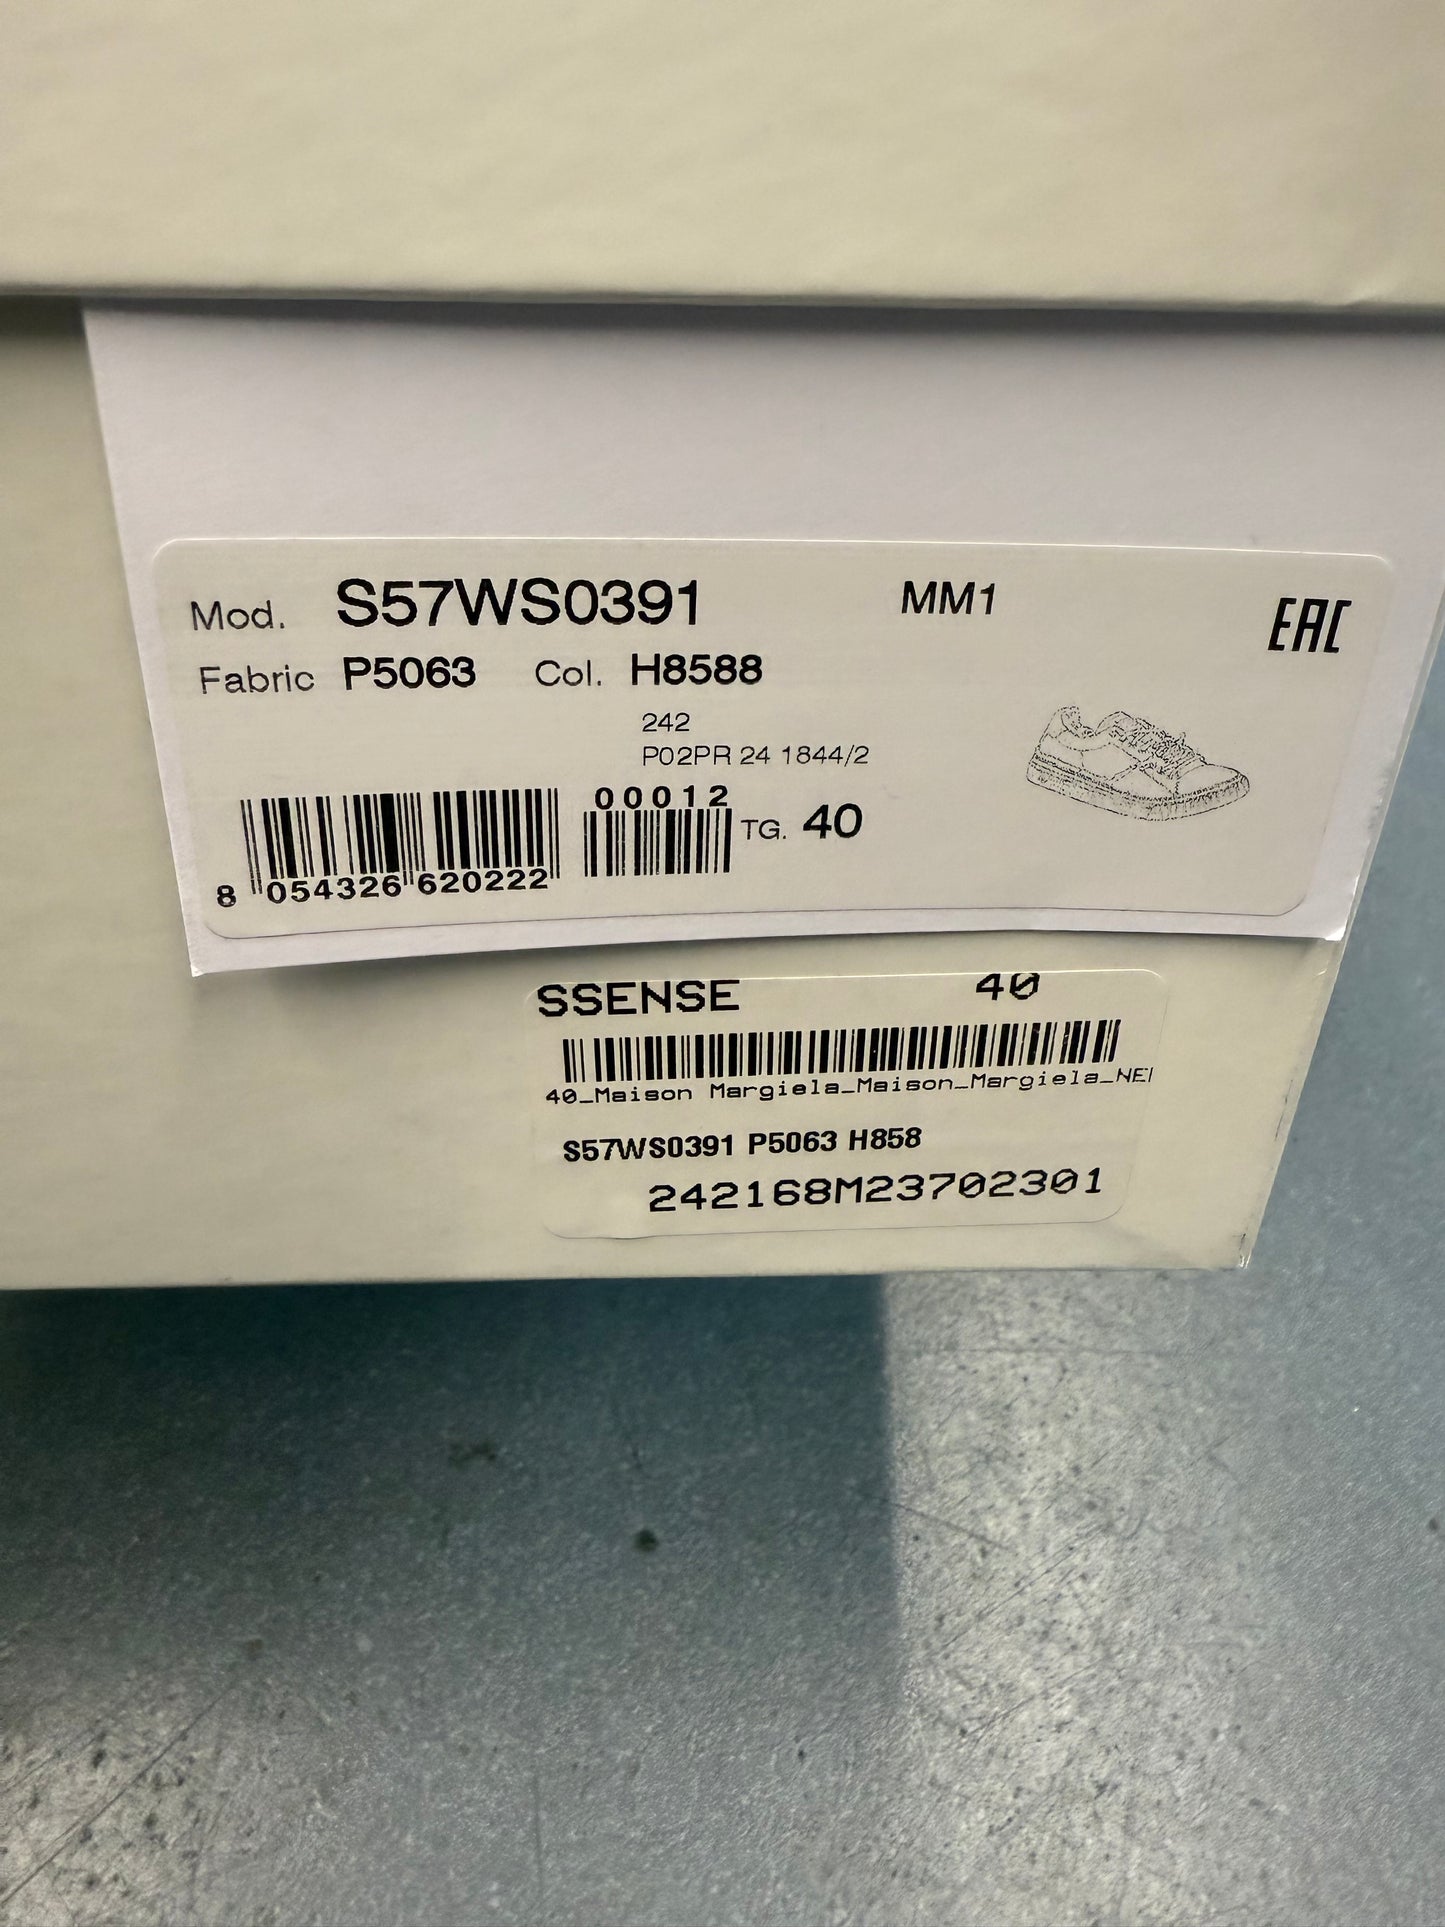 Mod. S57WS0391 MM1 EAC
Fabric P5063 Col. H8588
242
P02PR 24 1844/2
00012
TG. 40
8 054326 620222
SSENSE 40
40_Maison Margiela_Maison_Margiela_NEI
S57WS0391 P5063 H858
242168M23702301